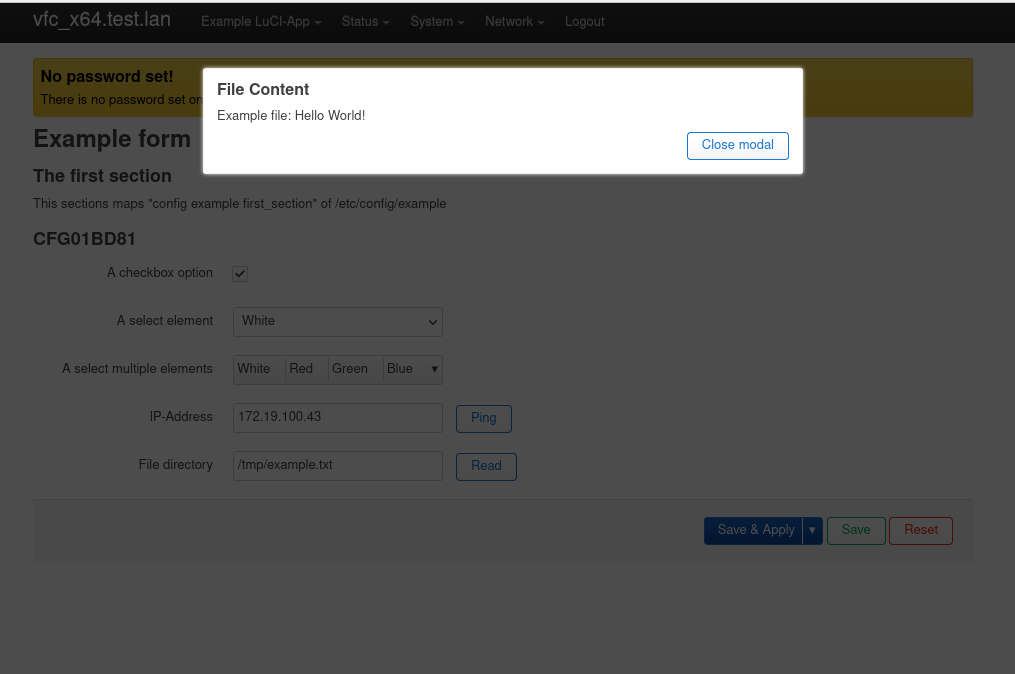 vfc_x64.test.lan Example LuCI-App Status System Network Logout
No password set!
There is no password set on
File Content
Example file: Hello World!
Close modal
Example form
The first section
This sections maps "config example first_section" of /etc/config/example
CFG01BD81
A checkbox option
A select element White
A select multiple elements White Red Green Blue
IP-Address 172.19.100.43 Ping
File directory /tmp/example.txt Read
Save & Apply Save Reset